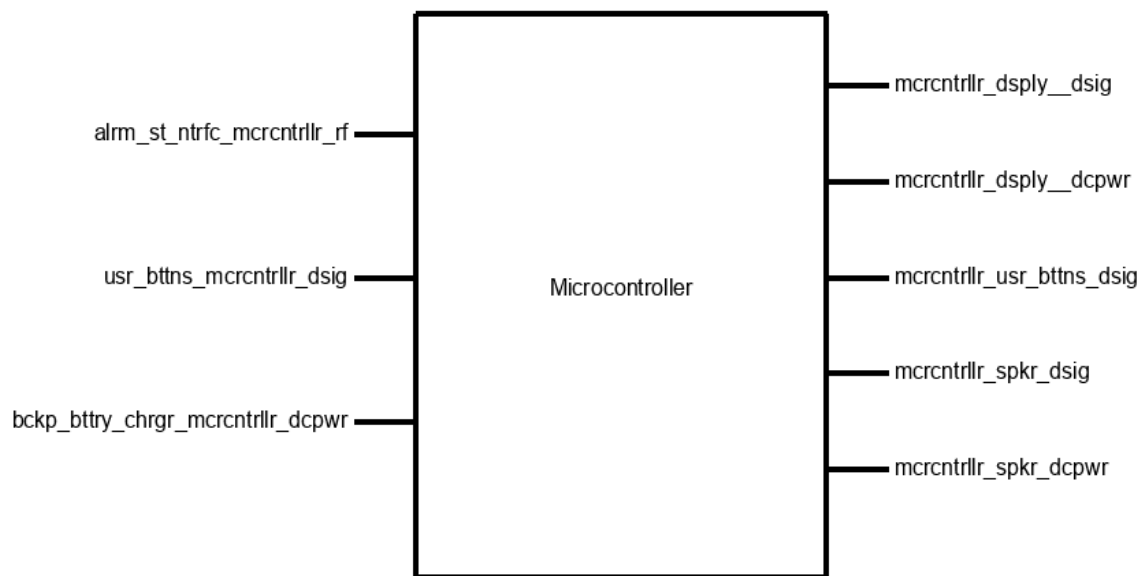 alrm_st_ntrfc_mcrcntrllr_rf
usr_bttns_mcrcntrllr_dsig
bckp_bttry_chrgr_mcrcntrllr_dcpwr
Microcontroller
mcrcntrllr_dsply__dsig
mcrcntrllr_dsply__dcpwr
mcrcntrllr_usr_bttns_dsig
mcrcntrllr_spkr_dsig
mcrcntrllr_spkr_dcpwr